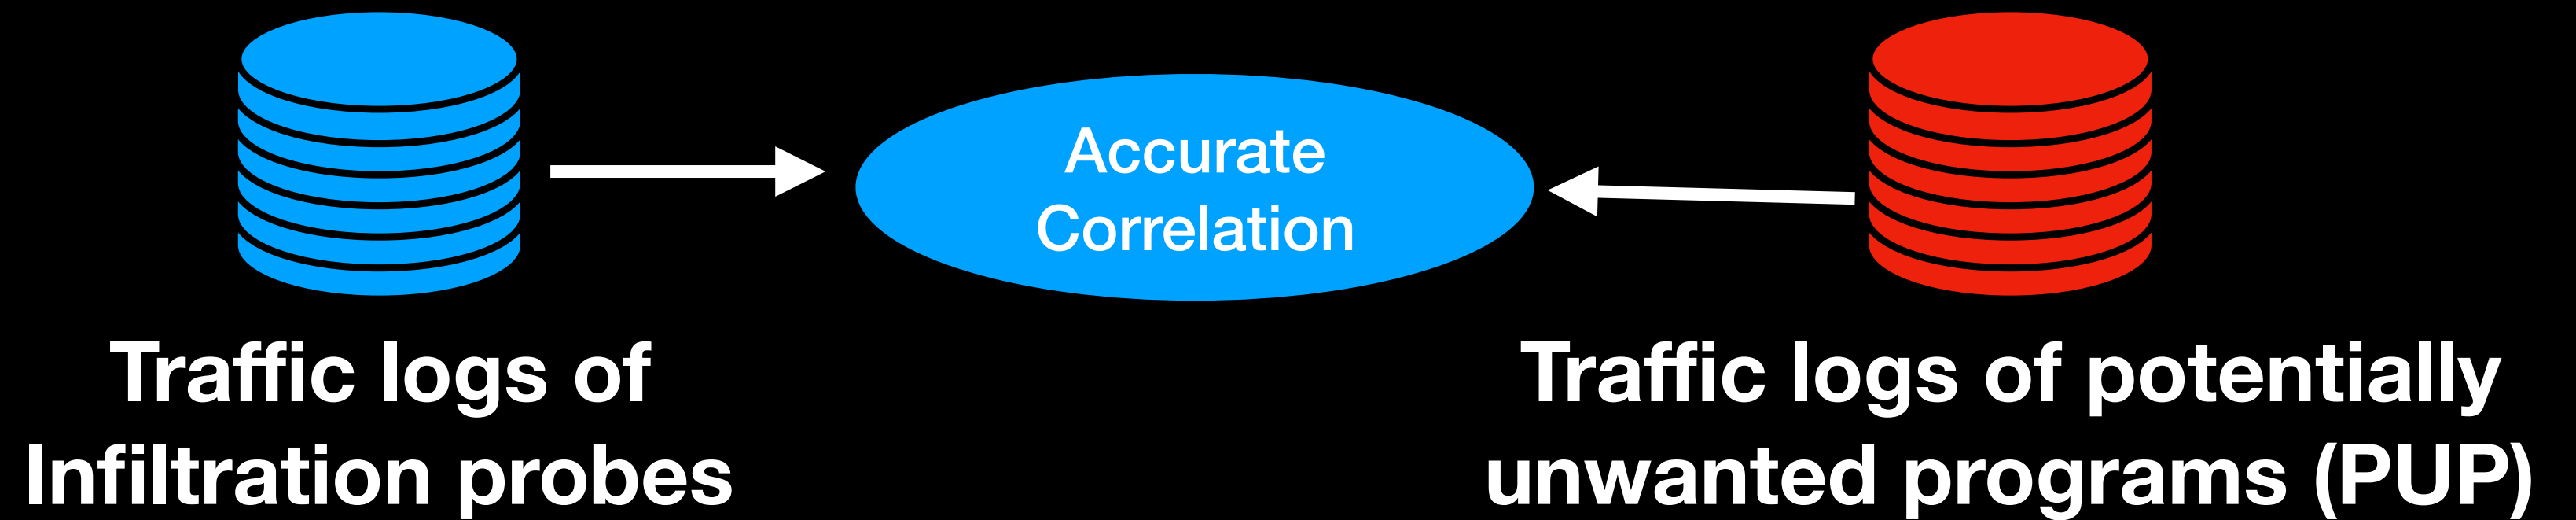 Accurate
Correlation
Traffic logs of
Infiltration probes
Traffic logs of potentially
unwanted programs (PUP)